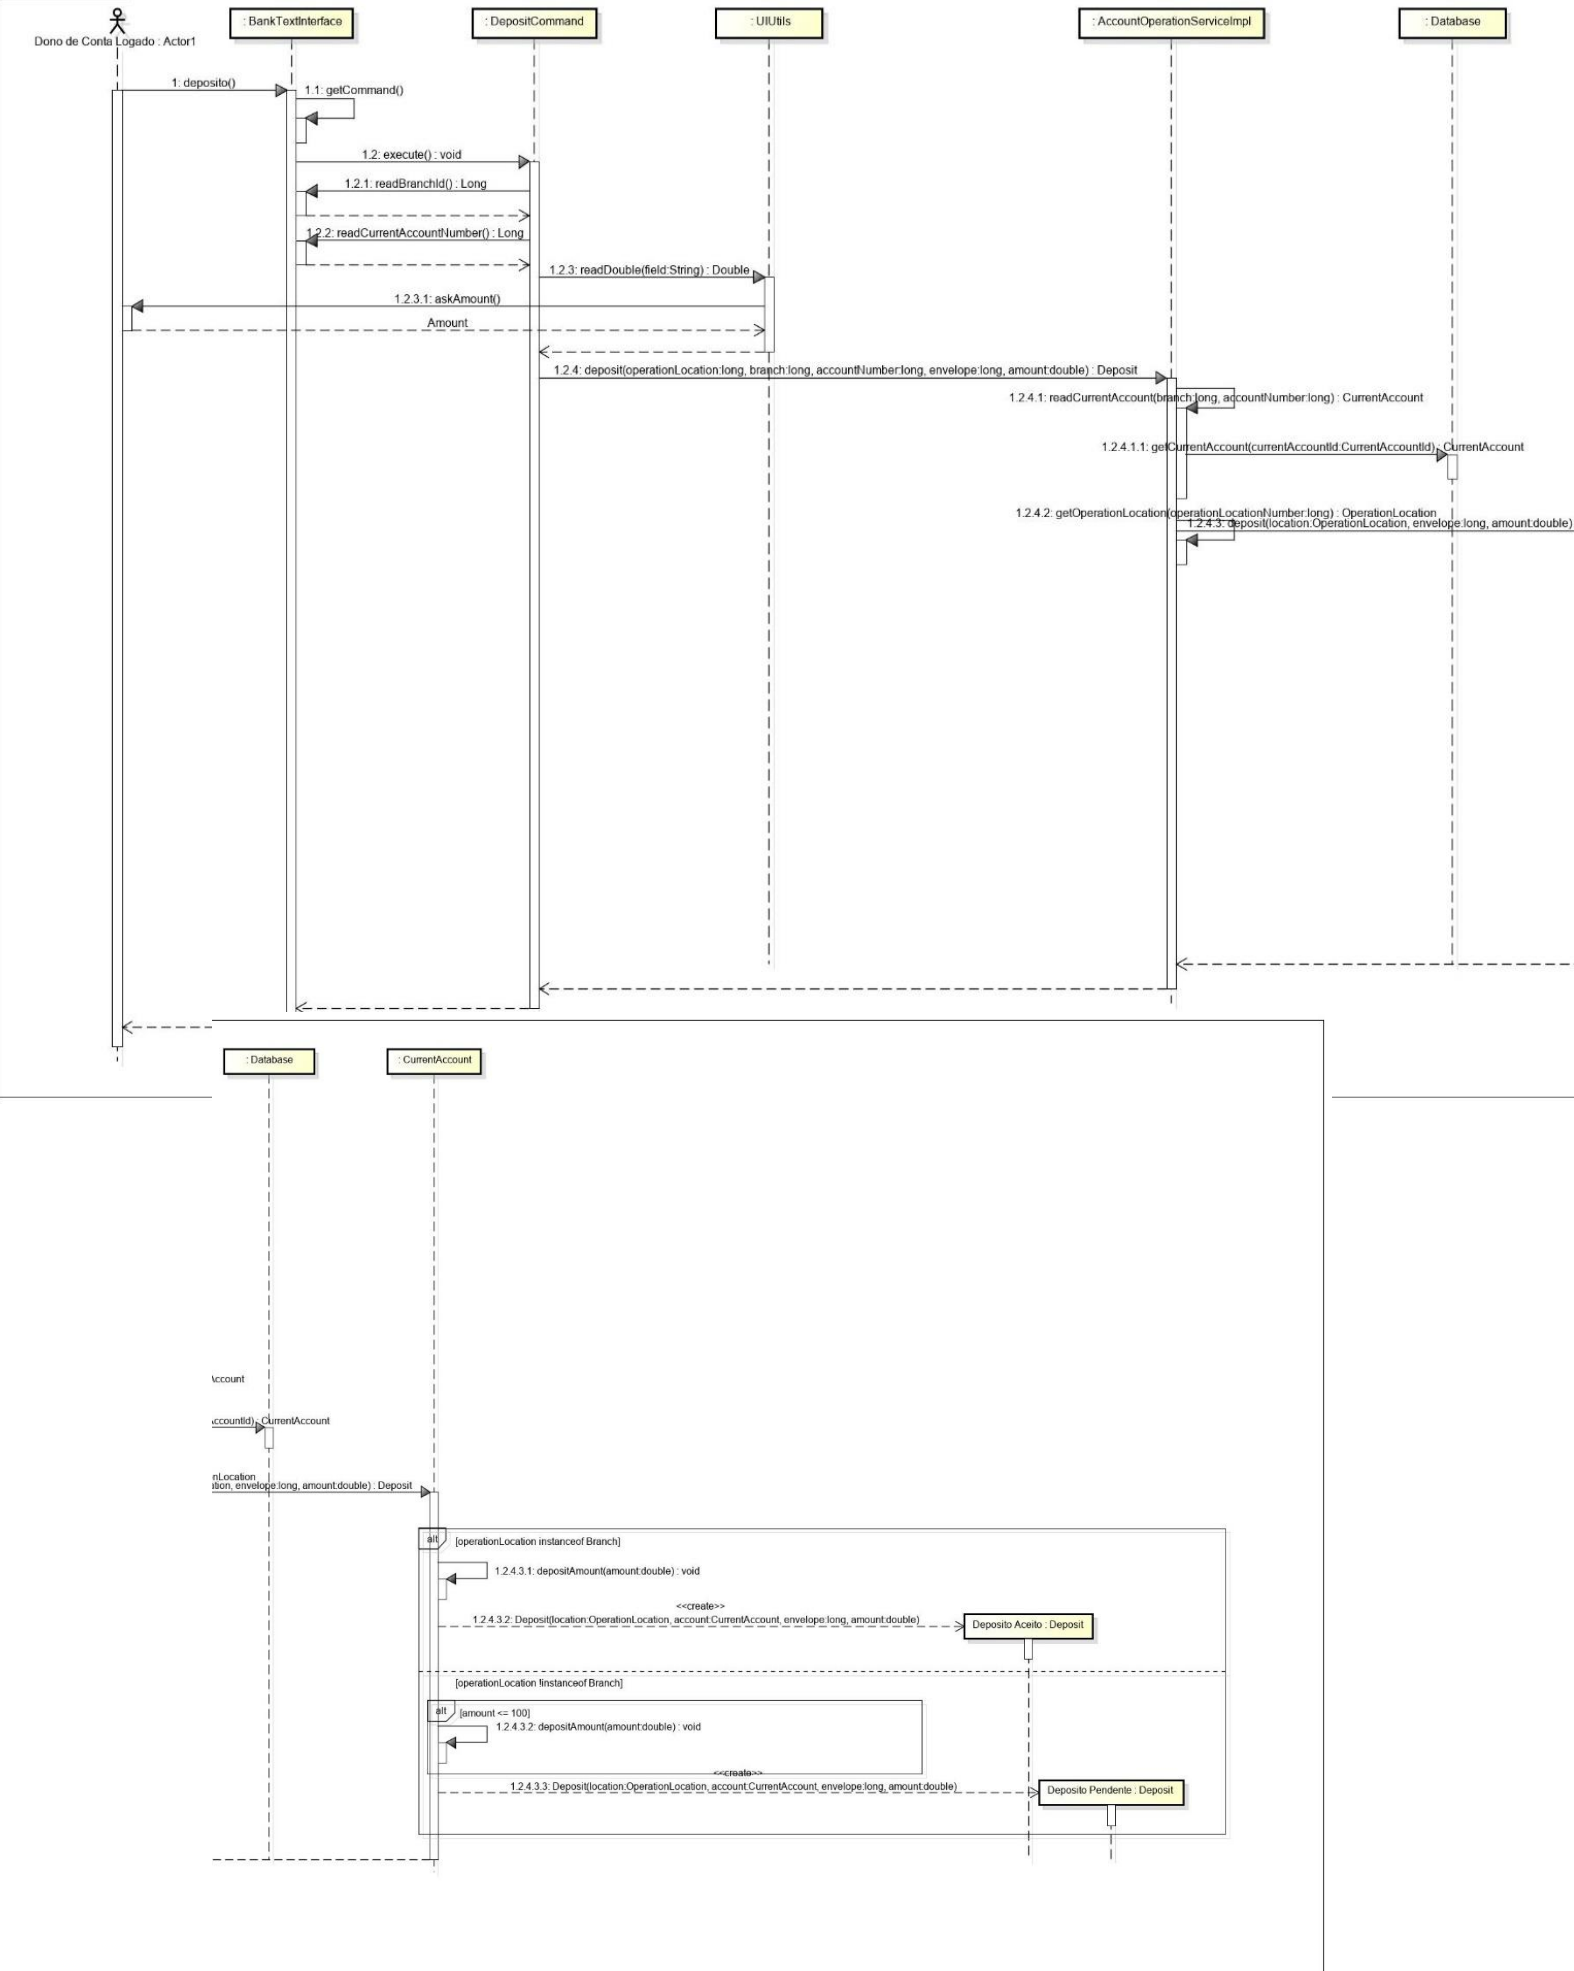 : BankTextInterface
: DepositCommand
: UIUtils
: AccountOperationServiceImpl
: Database
Dono de Conta Logado : Actor1
1: deposito()
1.1: getCommand()
1.2: execute() : void
1.2.1: readBranchId() : Long
1.2.2: readCurrentAccountNumber() : Long
1.2.3: readDouble(field:String) : Double
1.2.3.1: askAmount()
Amount
1.2.4: deposit(operationLocation:long, branch:long, accountNumber:long, envelope:long, amount:double) : Deposit
1.2.4.1: readCurrentAccount(branch:long, accountNumber:long) : CurrentAccount
1.2.4.1.1: getCurrentAccount(currentAccountId:CurrentAccountId) : CurrentAccount
1.2.4.2: getOperationLocation(operationLocationNumber:long) : OperationLocation
1.2.4.3: deposit(location:OperationLocation, envelope:long, amount:double)
: Database
: CurrentAccount
Account
AccountId) : CurrentAccount
nLocation
ation, envelope:long, amount:double) : Deposit
alt
[operationLocation instanceof Branch]
1.2.4.3.1: depositAmount(amount:double) : void
<<create>>
1.2.4.3.2: Deposit(location:OperationLocation, account:CurrentAccount, envelope:long, amount:double)
Deposito Aceito : Deposit
[operationLocation !instanceof Branch]
alt
[amount <= 100]
1.2.4.3.2: depositAmount(amount:double) : void
<<create>>
1.2.4.3.3: Deposit(location:OperationLocation, account:CurrentAccount, envelope:long, amount:double)
Deposito Pendente : Deposit